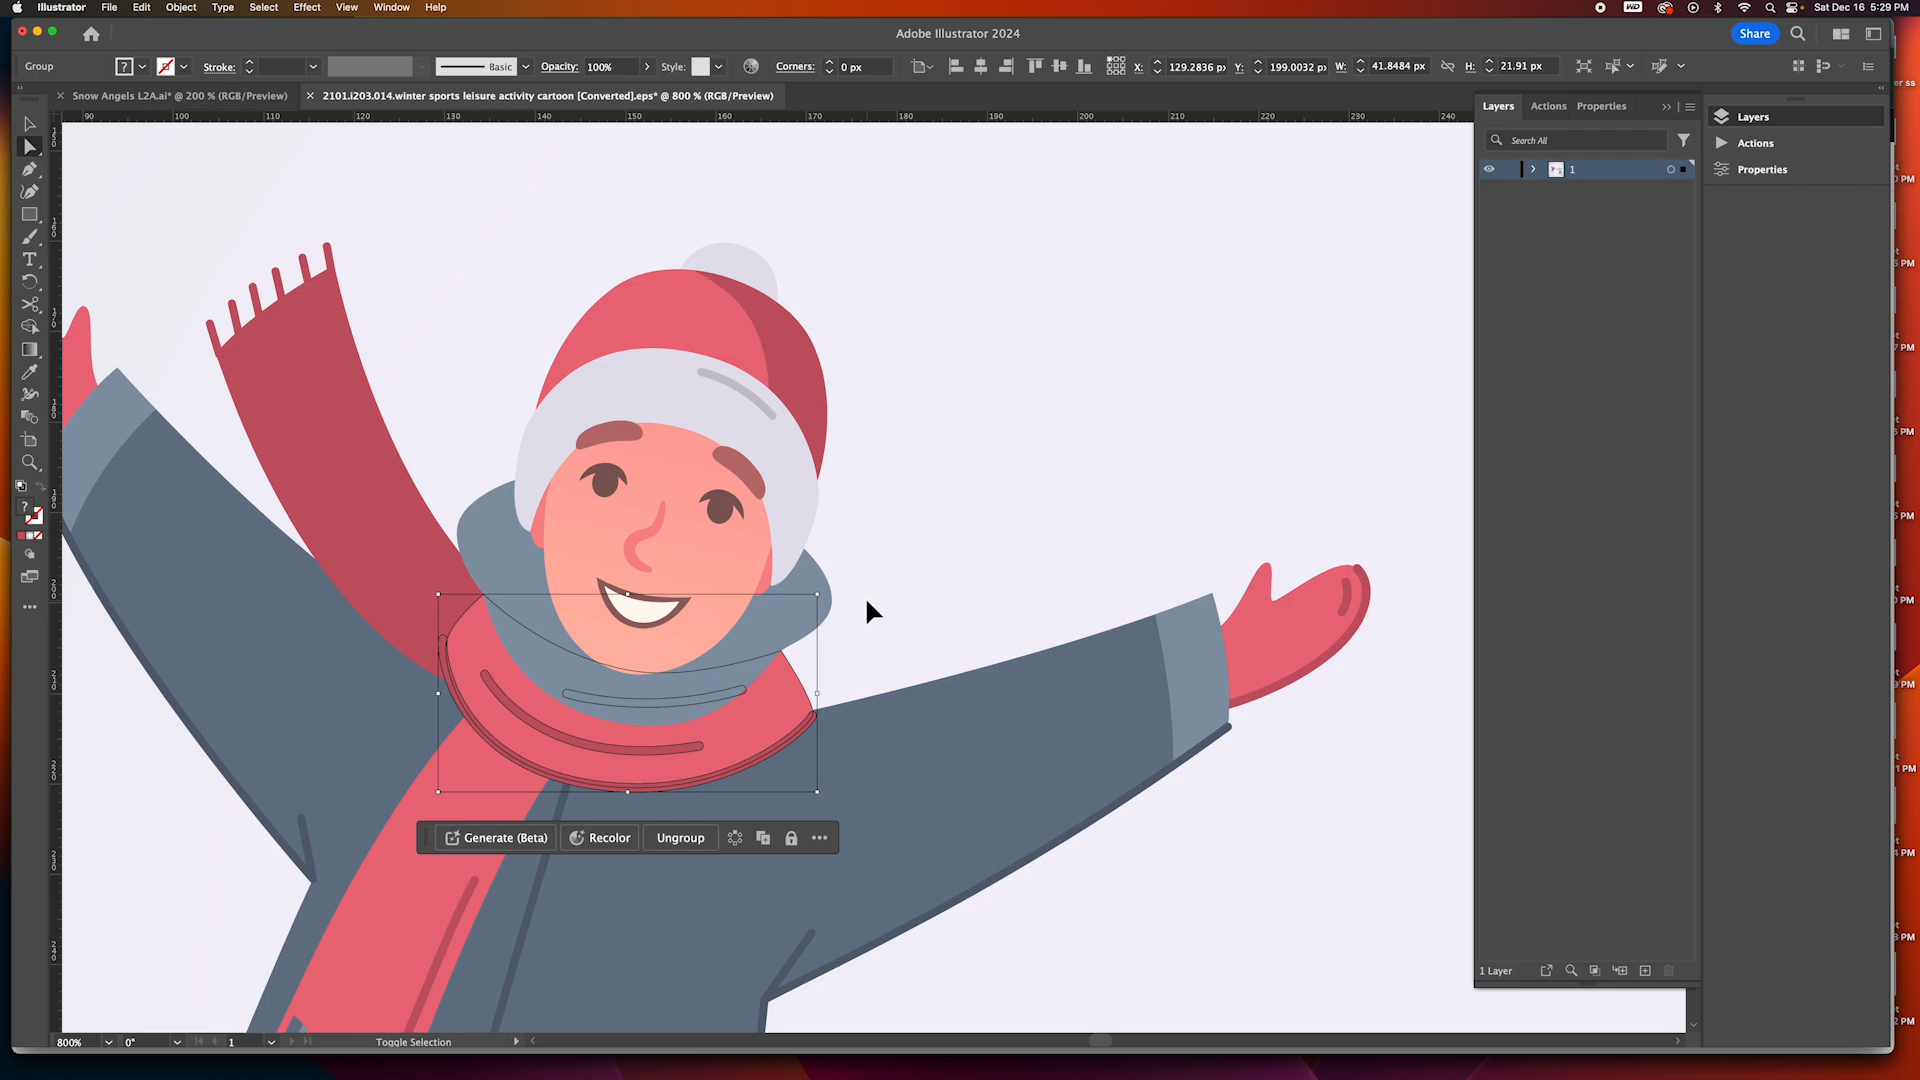 Illustrator File Edit Object Type Select Effect View Window Help
Sat Dec 16 5:29 PM
Adobe Illustrator 2024
Share
Group
?
Stroke:
Basic
Opacity: 100%
Style:
Corners: 0 px
X: 129.2836 px
Y: 199.0032 px
W: 41.8484 px
H: 21.91 px
Snow Angels L2A.ai* @ 200 % (RGB/Preview)
2101.i203.014.winter sports leisure activity cartoon [Converted].eps* @ 800 % (RGB/Preview)
90 100 110 120 130 140 150 160 170 180 190 200 210 220 230 240
Layers Actions Properties
Search All
1
Layers
Actions
Properties
Generate (Beta)
Recolor
Ungroup
1 Layer
800%
0°
1
Toggle Selection